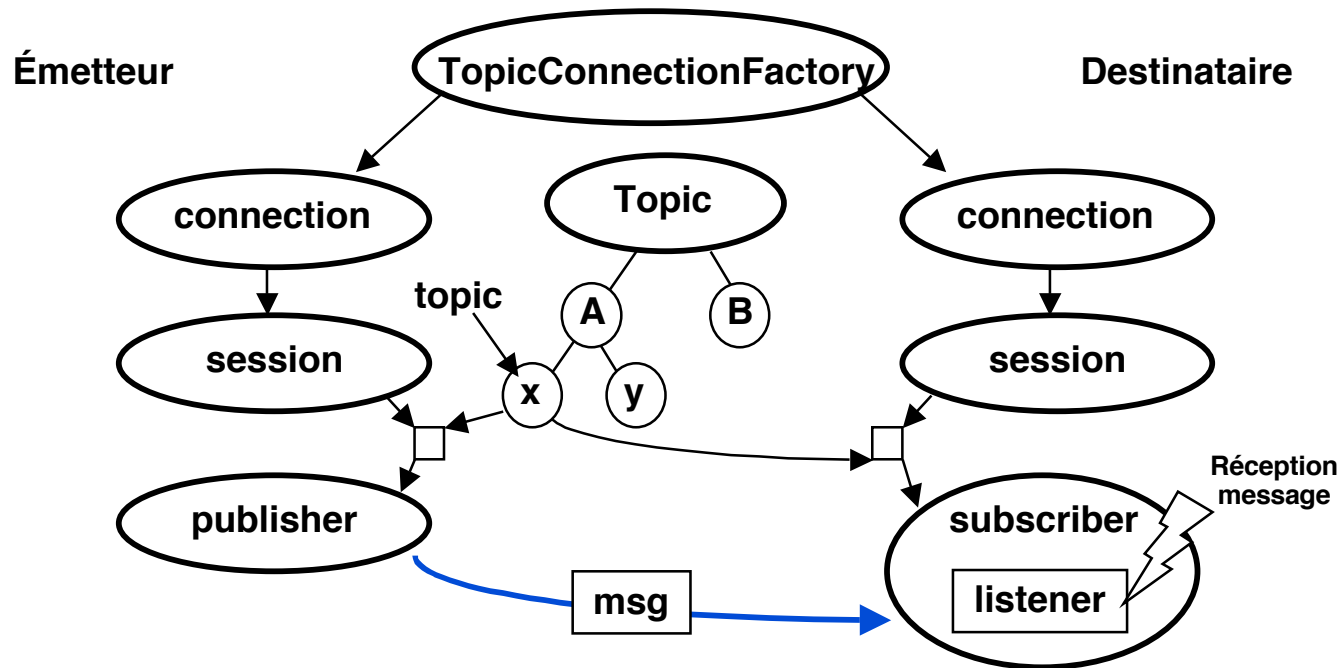 Émetteur
TopicConnectionFactory
Destinataire
connection
Topic
connection
topic
A
B
session
session
x
y
Réception
message
publisher
subscriber
msg
listener